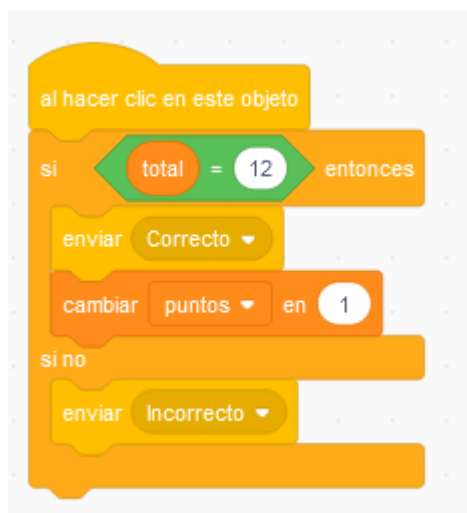 al hacer clic en este objeto
si total = 12 entonces
enviar Correcto
cambiar puntos en 1
si no
enviar Incorrecto